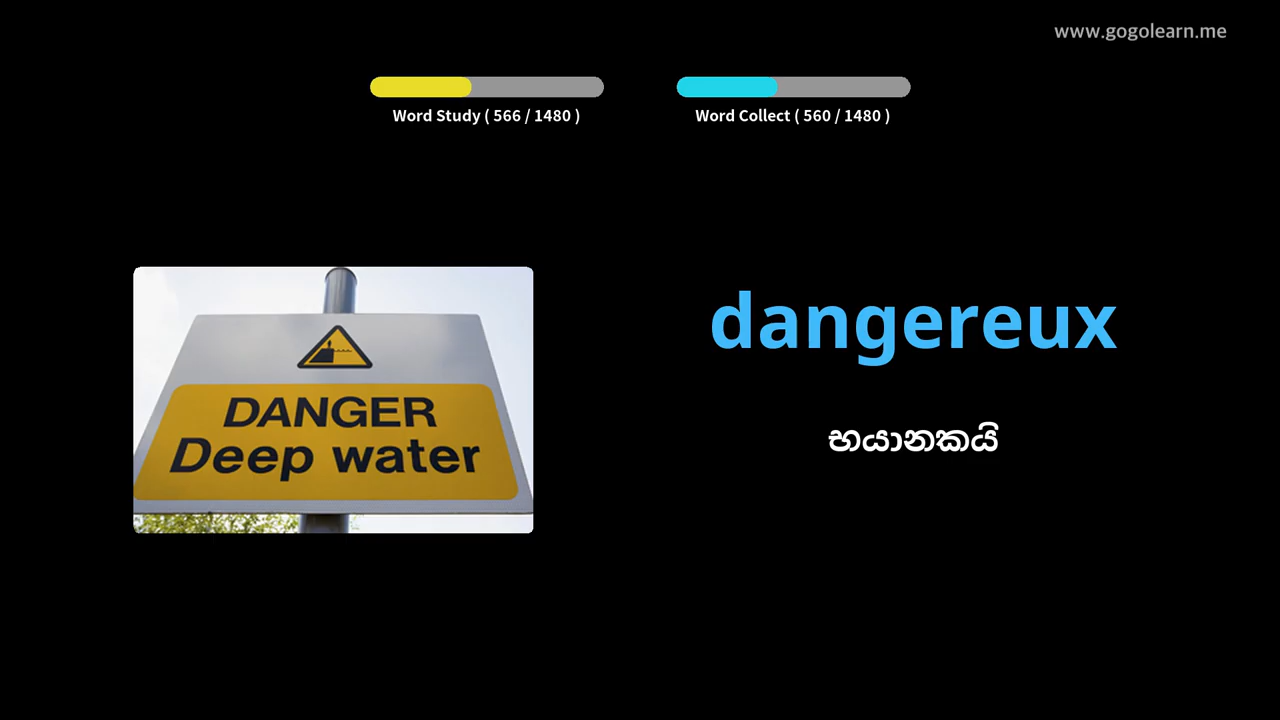 www.gogolearn.me
Word Study ( 566 / 1480 )
Word Collect ( 560 / 1480 )
DANGER
Deep water
dangereux
භයානකයි